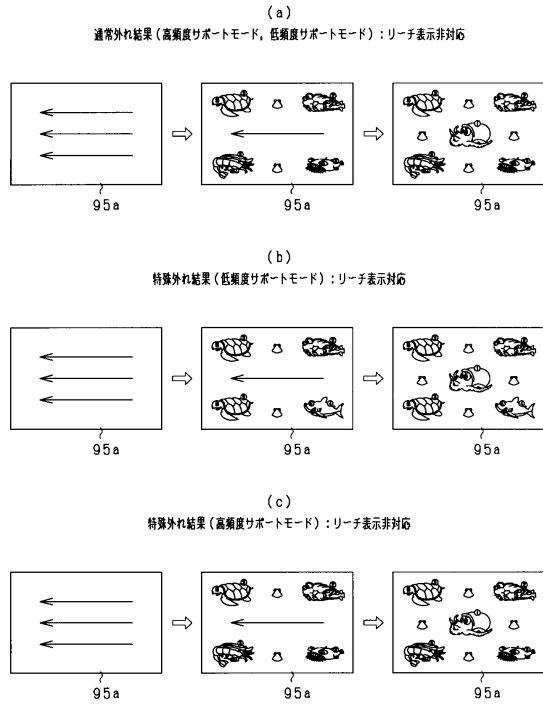 (a)
通常外れ結果(高頻度サポートモード,低頻度サポートモード):リーチ表示非対応
95a 95a 95a
(b)
特殊外れ結果(低頻度サポートモード):リーチ表示対応
95a 95a 95a
(c)
特殊外れ結果(高頻度サポートモード):リーチ表示非対応
95a 95a 95a